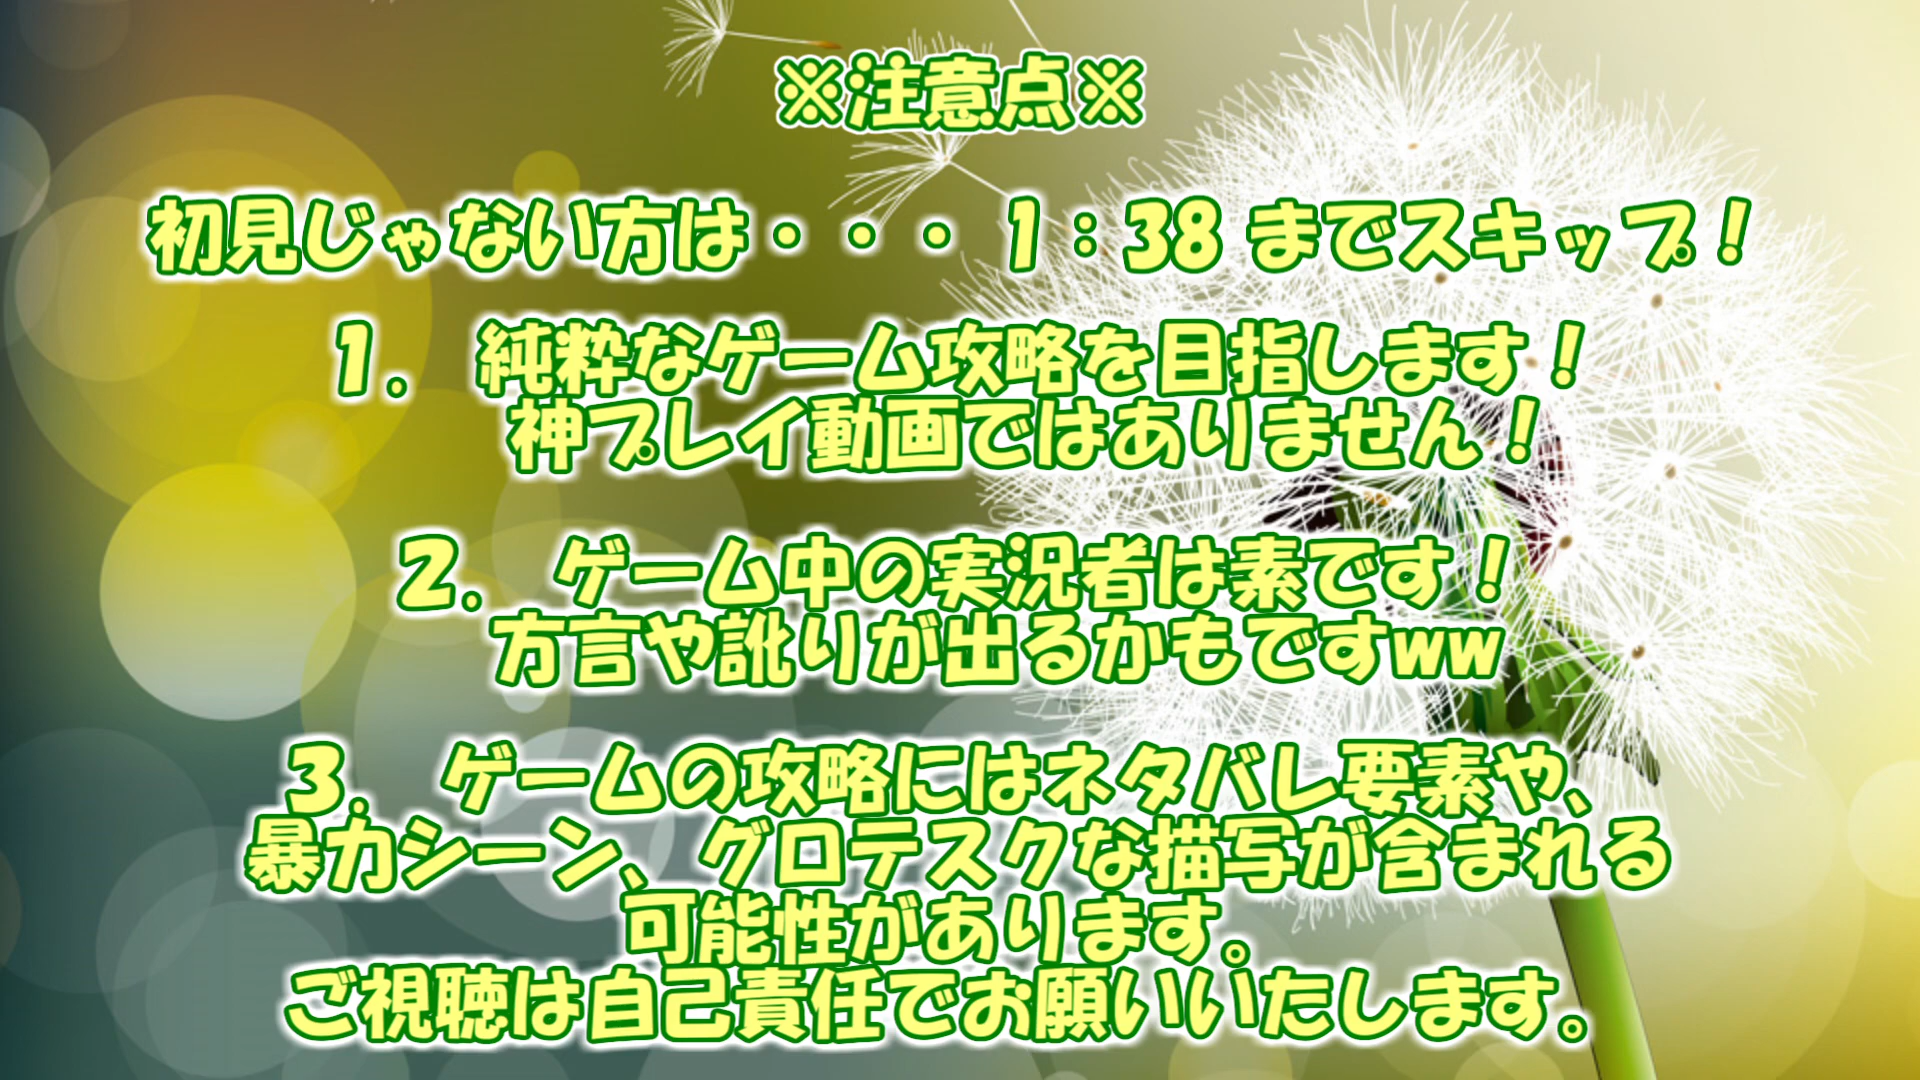 ※注意点※
初見じゃない方は・・・ 1：38 までスキップ！
1． 純粋なゲーム攻略を目指します！
神プレイ動画ではありません！
2． ゲーム中の実況者は素です！
方言や訛りが出るかもですww
3． ゲームの攻略にはネタバレ要素や、
暴力シーン、グロテスクな描写が含まれる
可能性があります。
ご視聴は自己責任でお願いいたします。